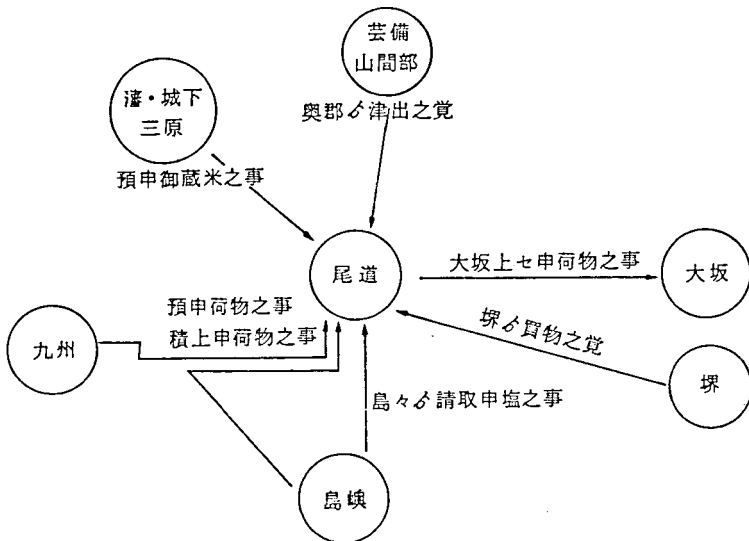 芸備
山間部
奥郡ゟ津出之覚
藩・城下
三原
預申御蔵米之事
尾道
大坂上セ申荷物之事
大坂
預申荷物之事
積上申荷物之事
九州
堺ゟ買物之覚
堺
島々ゟ請取申塩之事
島嶼